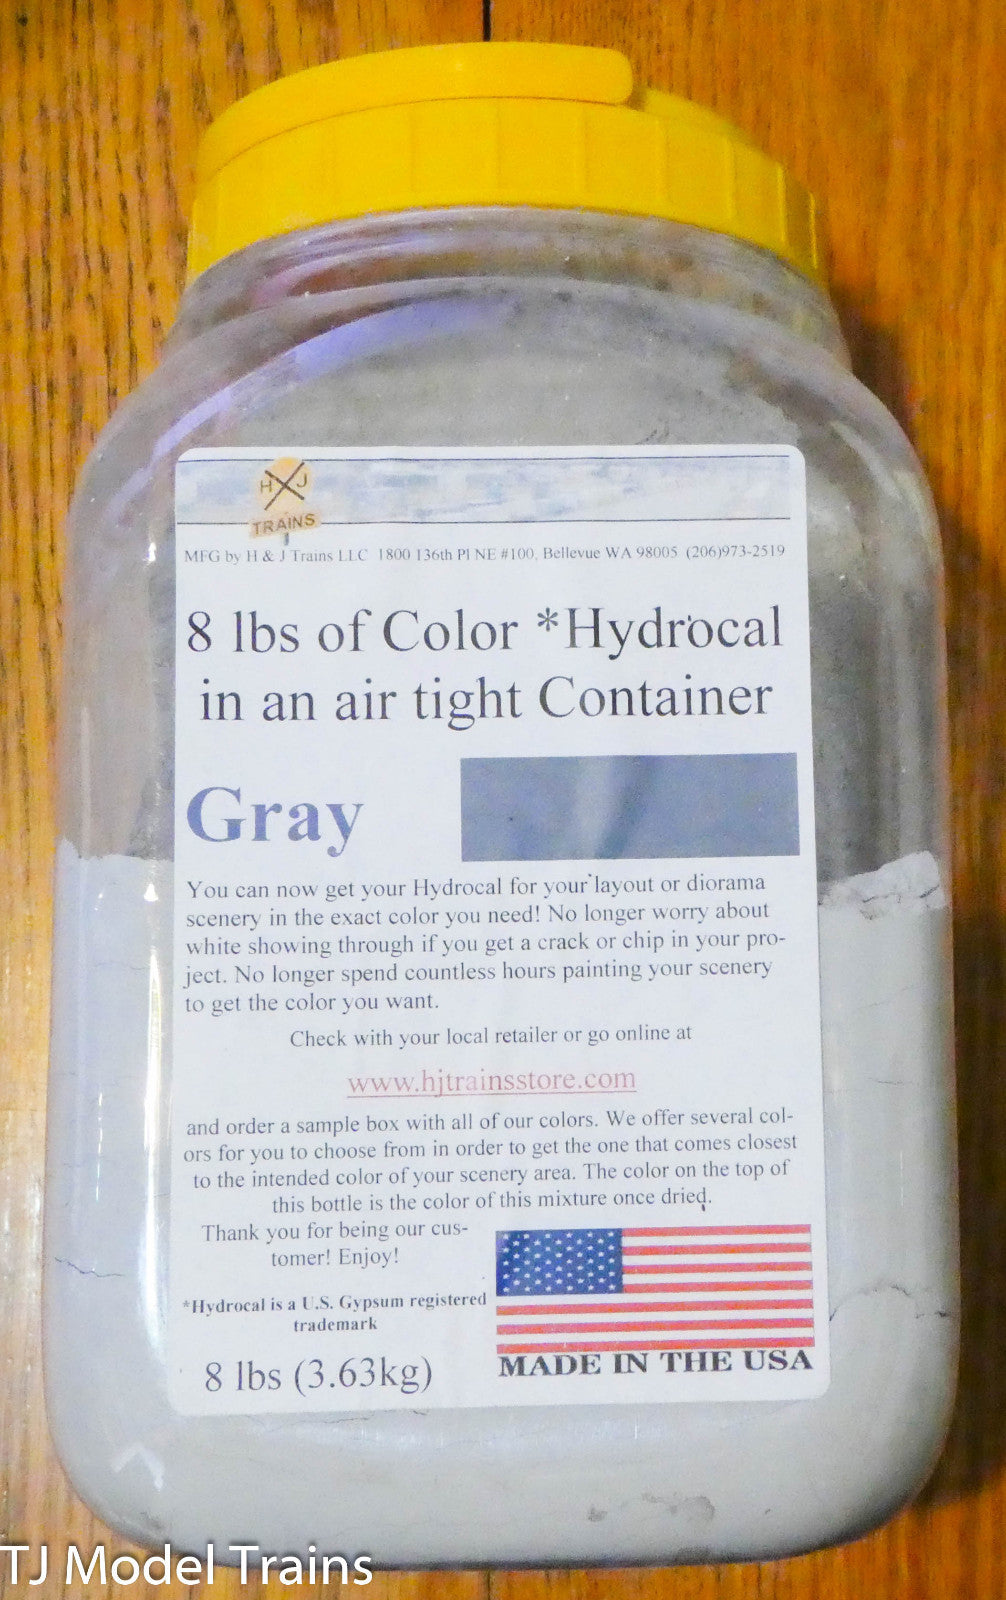 H J
TRAINS
MFG by H & J Trains LLC 1800 136th Pl NE #100, Bellevue WA 98005 (206)973-2519
8 lbs of Color *Hydrocal
in an air tight Container
Gray
You can now get your Hydrocal for your layout or diorama
scenery in the exact color you need! No longer worry about
white showing through if you get a crack or chip in your pro-
ject. No longer spend countless hours painting your scenery
to get the color you want.
Check with your local retailer or go online at
www.hjtrainsstore.com
and order a sample box with all of our colors. We offer several col-
ors for you to choose from in order to get the one that comes closest
to the intended color of your scenery area. The color on the top of
this bottle is the color of this mixture once dried.
Thank you for being our cus-
tomer! Enjoy!
*Hydrocal is a U.S. Gypsum registered
trademark
8 lbs (3.63kg)
MADE IN THE USA
TJ Model Trains